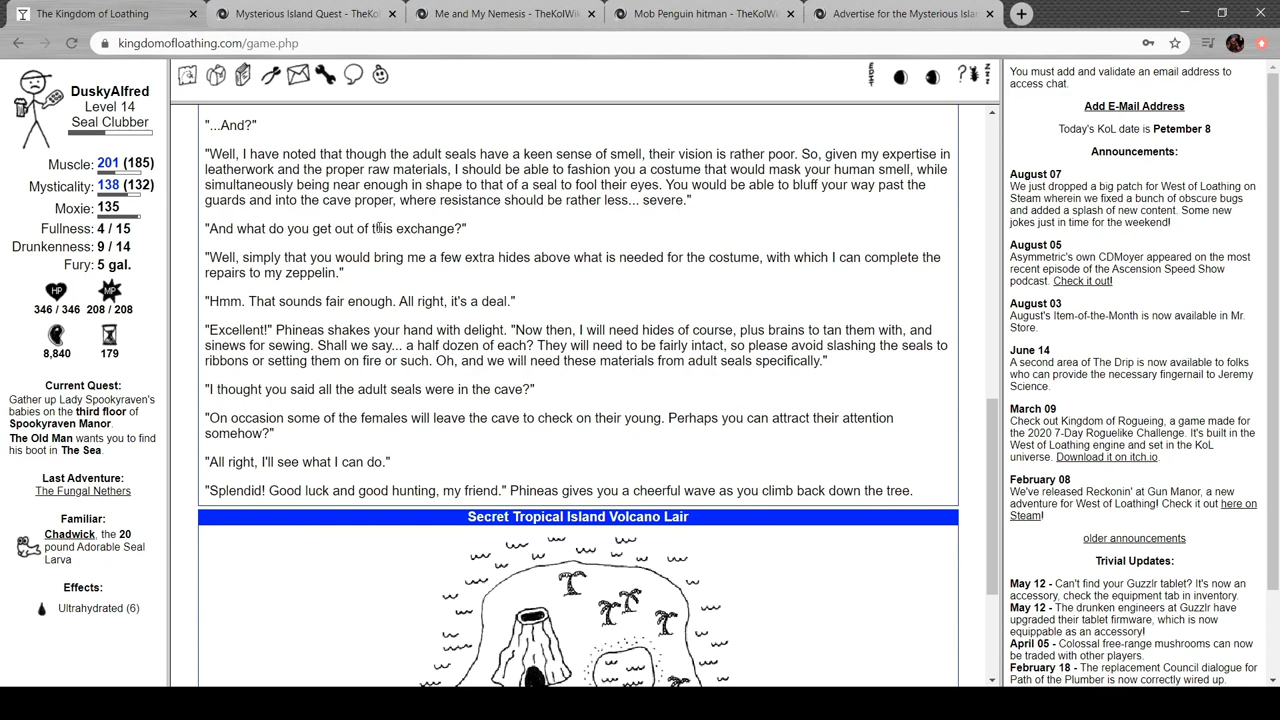 The Kingdom of Loathing
Mysterious Island Quest - TheKol
Me and My Nemesis - TheKolWik
Mob Penguin hitman - TheKolWik
Advertise for the Mysterious Isla
kingdomofloathing.com/game.php
DuskyAlfred
Level 14
Seal Clubber
Muscle: 201 (185)
Mysticality: 138 (132)
Moxie: 135
Fullness: 4 / 15
Drunkenness: 9 / 14
Fury: 5 gal.
HP
MP
346 / 346
208 / 208
8,840
179
Current Quest:
Gather up Lady Spookyraven's
babies on the third floor of
Spookyraven Manor.
The Old Man wants you to find
his boot in The Sea.
Last Adventure:
The Fungal Nethers
Familiar:
Chadwick, the 20
pound Adorable Seal
Larva
Effects:
Ultrahydrated (6)
"...And?"
"Well, I have noted that though the adult seals have a keen sense of smell, their vision is rather poor. So, given my expertise in
leatherwork and the proper raw materials, I should be able to fashion you a costume that would mask your human smell, while
simultaneously being near enough in shape to that of a seal to fool their eyes. You would be able to bluff your way past the
guards and into the cave proper, where resistance should be rather less... severe."
"And what do you get out of this exchange?"
"Well, simply that you would bring me a few extra hides above what is needed for the costume, with which I can complete the
repairs to my zeppelin."
"Hmm. That sounds fair enough. All right, it's a deal."
"Excellent!" Phineas shakes your hand with delight. "Now then, I will need hides of course, plus brains to tan them with, and
sinews for sewing. Shall we say... a half dozen of each? They will need to be fairly intact, so please avoid slashing the seals to
ribbons or setting them on fire or such. Oh, and we will need these materials from adult seals specifically."
"I thought you said all the adult seals were in the cave?"
"On occasion some of the females will leave the cave to check on their young. Perhaps you can attract their attention
somehow?"
"All right, I'll see what I can do."
"Splendid! Good luck and good hunting, my friend." Phineas gives you a cheerful wave as you climb back down the tree.
Secret Tropical Island Volcano Lair
You must add and validate an email address to
access chat.
Add E-Mail Address
Today's KoL date is Petember 8
Announcements:
August 07
We just dropped a big patch for West of Loathing on
Steam wherein we fixed a bunch of obscure bugs
and added a splash of new content. Some new
jokes just in time for the weekend!
August 05
Asymmetric's own CDMoyer appeared on the most
recent episode of the Ascension Speed Show
podcast. Check it out!
August 03
August's Item-of-the-Month is now available in Mr.
Store.
June 14
A second area of The Drip is now available to folks
who can provide the necessary fingernail to Jeremy
Science.
March 09
Check out Kingdom of Rogueing, a game made for
the 2020 7-Day Roguelike Challenge. It's built in the
West of Loathing engine and set in the KoL
universe. Download it on itch.io.
February 08
We've released Reckonin' at Gun Manor, a new
adventure for West of Loathing! Check it out here on
Steam!
older announcements
Trivial Updates:
May 12 - Can't find your Guzzlr tablet? It's now an
accessory, check the equipment tab in inventory.
May 12 - The drunken engineers at Guzzlr have
upgraded their tablet firmware, which is now
equippable as an accessory!
April 05 - Colossal free-range mushrooms can now
be traded with other players.
February 18 - The replacement Council dialogue for
Path of the Plumber is now correctly wired up.